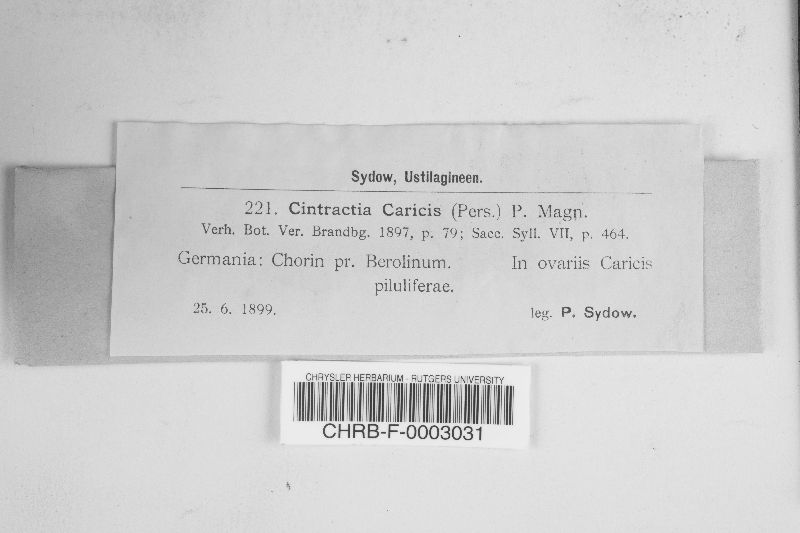 Sydow, Ustilagineen.
221. Cintractia Caricis (Pers.) P. Magn.
Verh. Bot. Ver. Brandbg. 1897, p. 79; Sacc. Syll. VII, p. 464.
Germania: Chorin pr. Berolinum. In ovariis Caricis
piluliferae.
25. 6. 1899. leg. P. Sydow.
CHRYSLER HERBARIUM - RUTGERS UNIVERSITY
CHRB-F-0003031